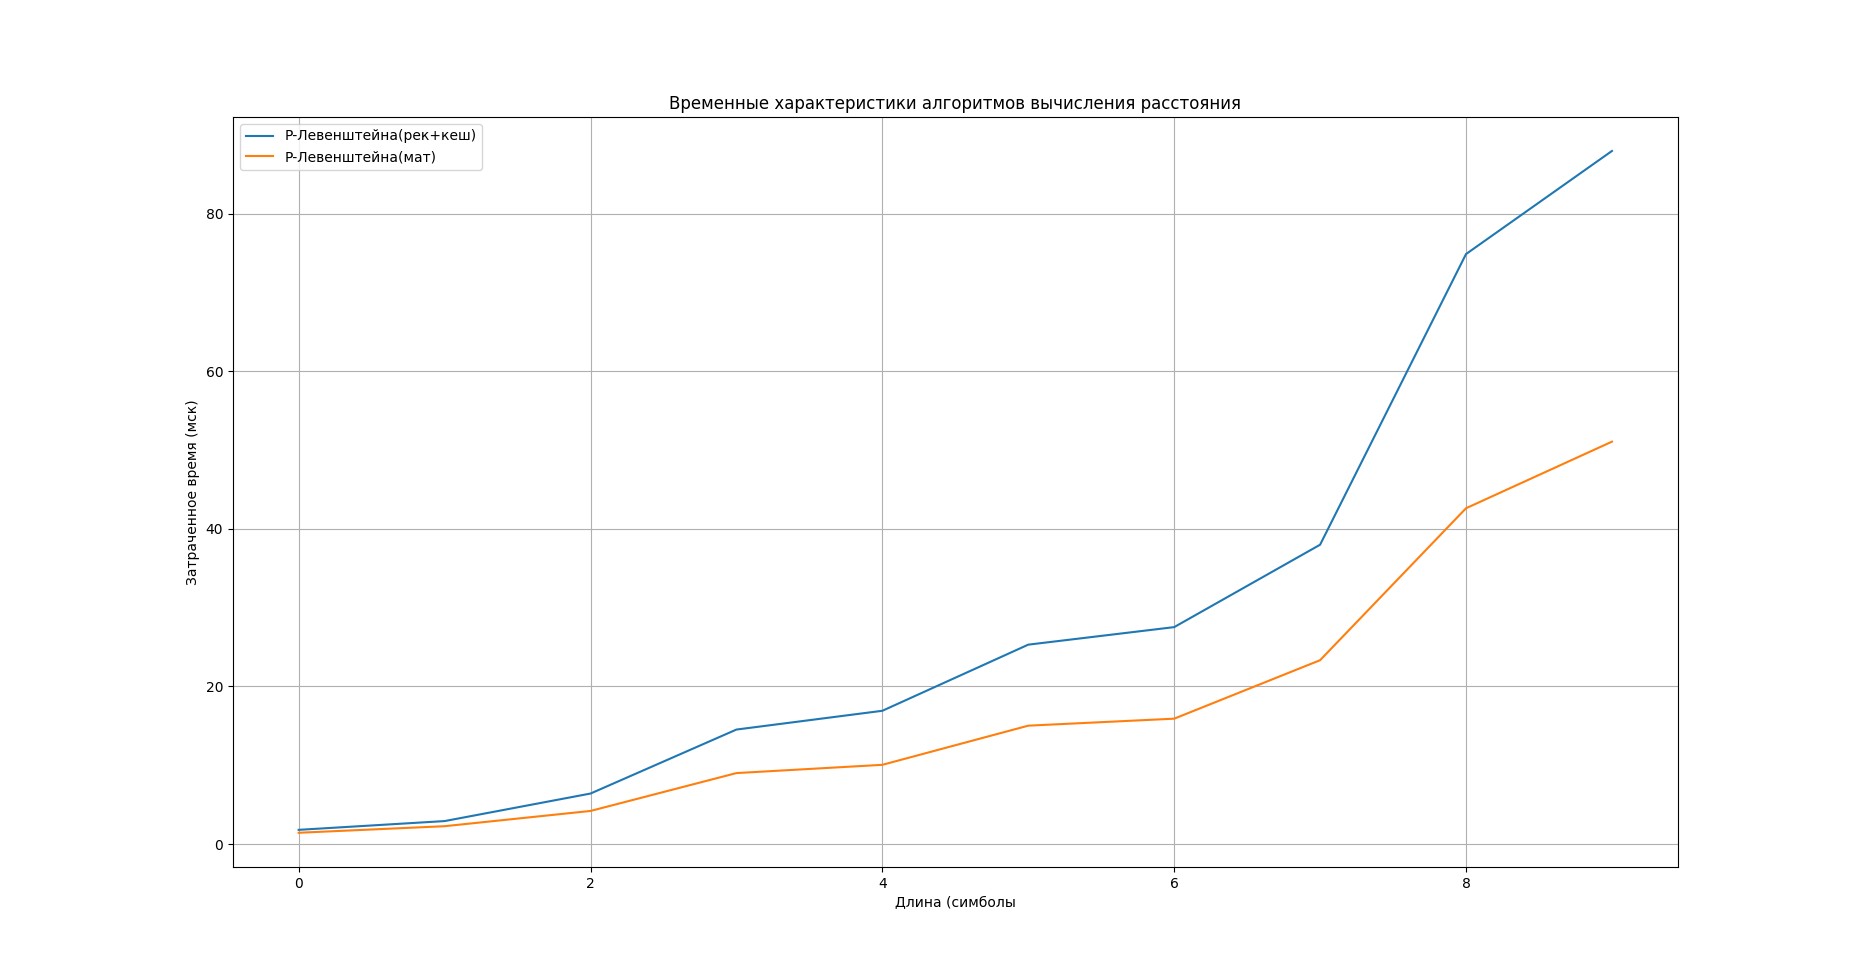 Временные характеристики алгоритмов вычисления расстояния
Р-Левенштейна(рек+кеш)
Р-Левенштейна(мат)
80
60
40
20
0
Затраченное время (мск)
0 2 4 6 8
Длина (символы